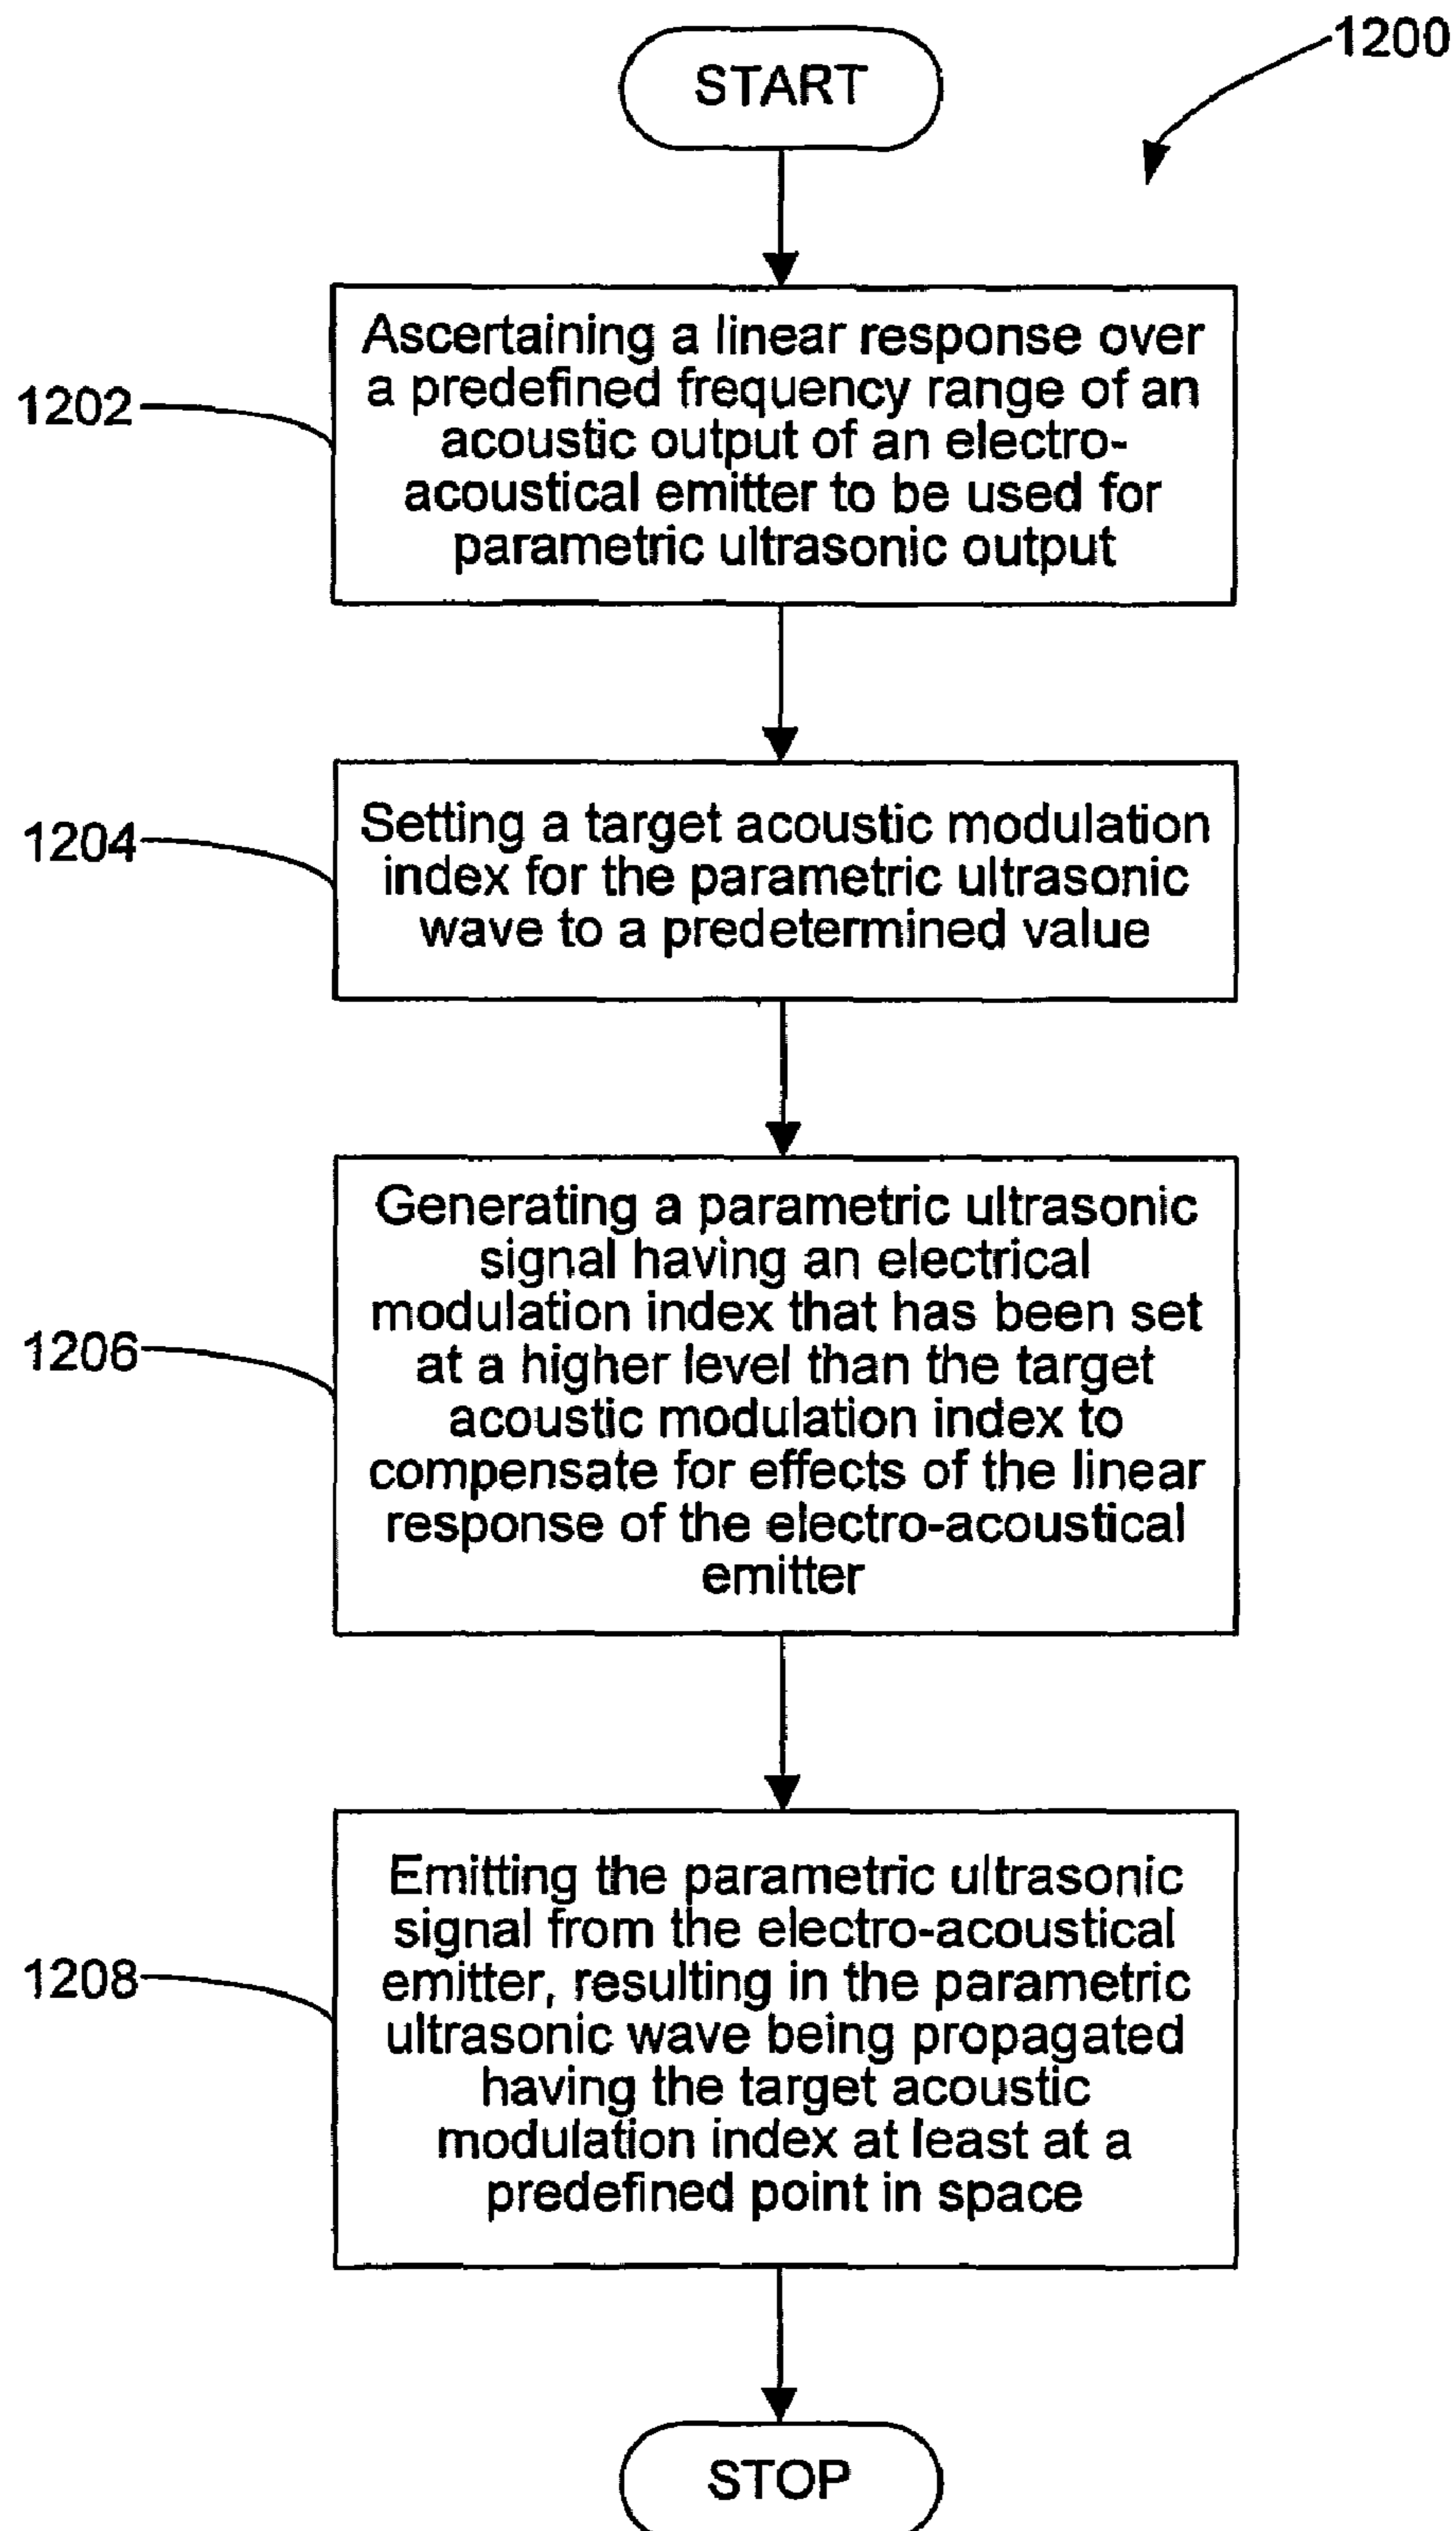 1200
START
1202
Ascertaining a linear response over
a predefined frequency range of an
acoustic output of an electro-
acoustical emitter to be used for
parametric ultrasonic output
1204
Setting a target acoustic modulation
index for the parametric ultrasonic
wave to a predetermined value
1206
Generating a parametric ultrasonic
signal having an electrical
modulation index that has been set
at a higher level than the target
acoustic modulation index to
compensate for effects of the linear
response of the electro-acoustical
emitter
1208
Emitting the parametric ultrasonic
signal from the electro-acoustical
emitter, resulting in the parametric
ultrasonic wave being propagated
having the target acoustic
modulation index at least at a
predefined point in space
STOP